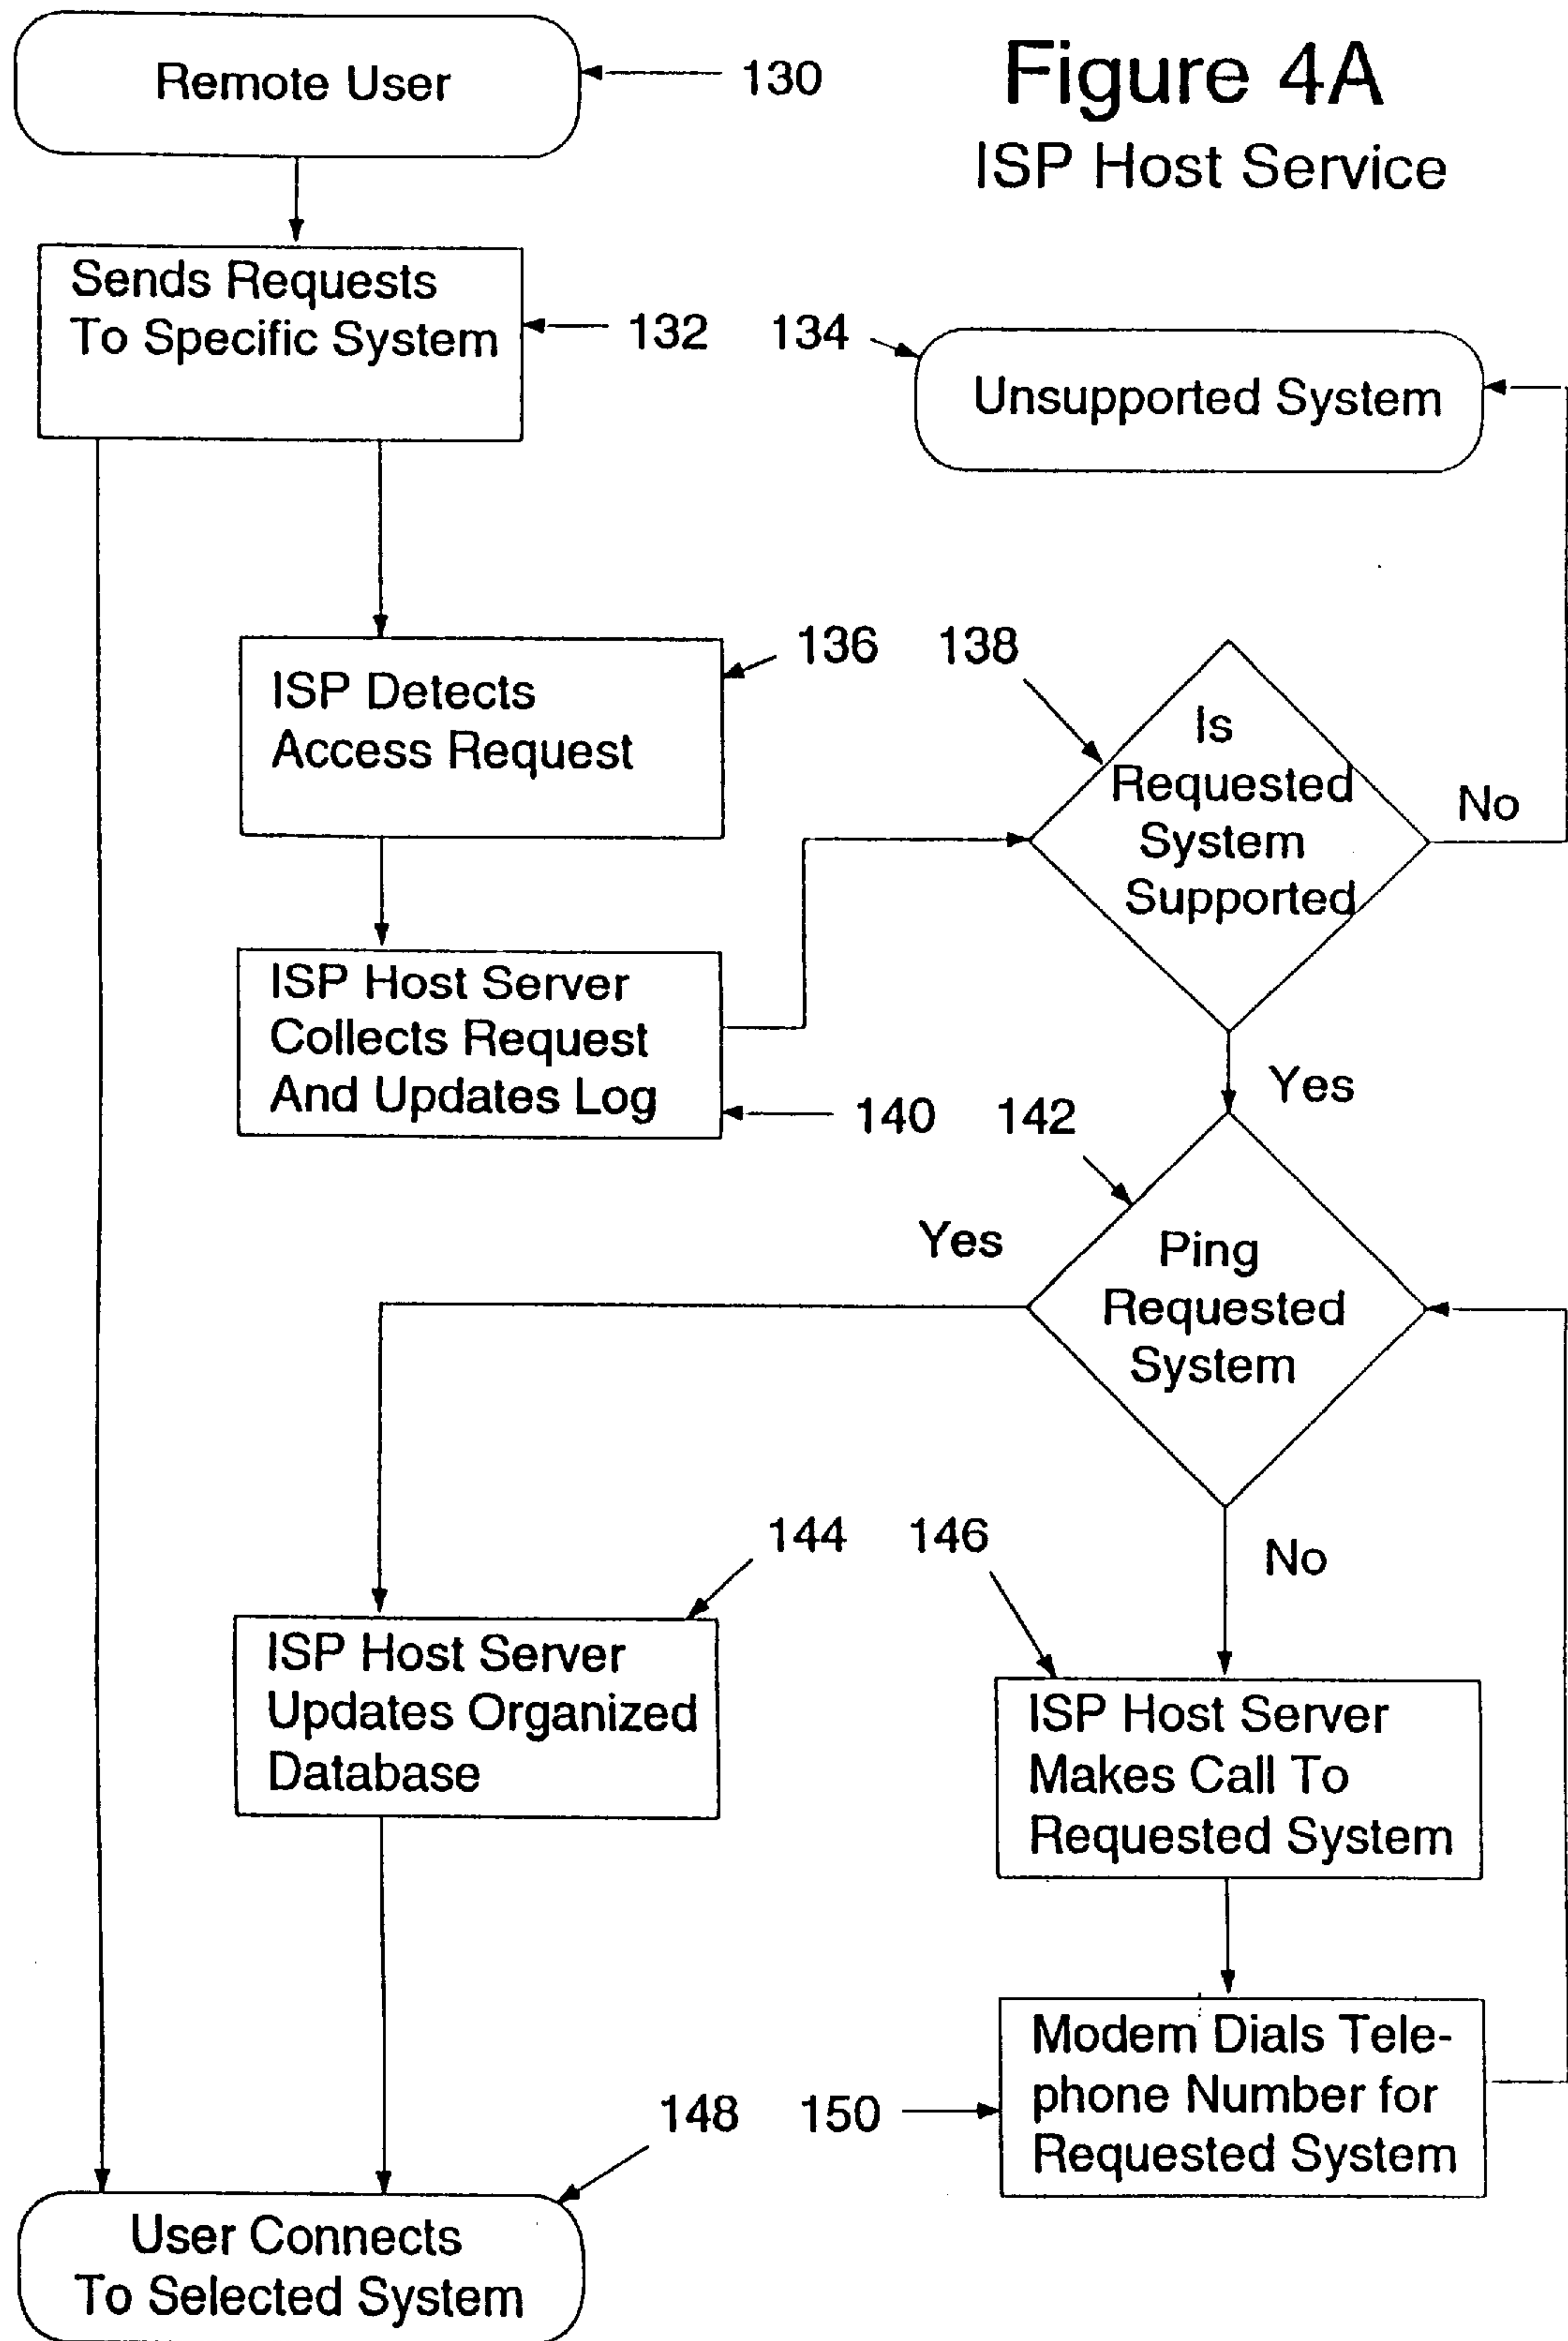 Figure 4A
ISP Host Service
Remote User
130
Sends Requests
To Specific System
132
134
Unsupported System
136
138
ISP Detects
Access Request
Is
Requested
System
Supported
No
ISP Host Server
Collects Request
And Updates Log
Yes
140
142
Yes
Ping
Requested
System
144
146
No
ISP Host Server
Updates Organized
Database
ISP Host Server
Makes Call To
Requested System
148
150
Modem Dials Tele-
phone Number for
Requested System
User Connects
To Selected System